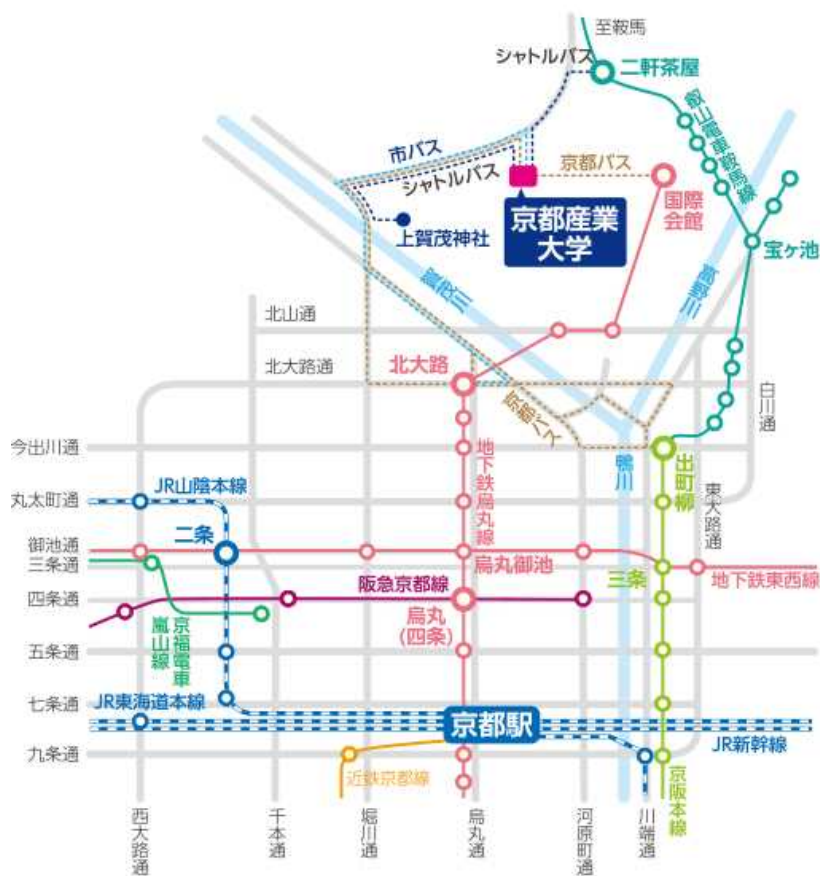 至鞍馬
シャトルバス
二軒茶屋
叡山電車鞍馬線
市バス
シャトルバス
京都バス
国際
会館
京都産業
大学
上賀茂神社
宝ヶ池
賀茂川
高野川
北山通
北大路
北大路通
京都バス
白川通
今出川通
地下鉄烏丸線
鴨川
出町柳
JR山陰本線
丸太町通
東大路通
二条
御池通
三条通
烏丸御池
三条
地下鉄東西線
阪急京都線
四条通
烏丸
(四条)
京福電車
嵐山線
五条通
七条通
JR東海道本線
京都駅
JR新幹線
九条通
近鉄京都線
京阪本線
西大路通
千本通
堀川通
烏丸通
河原町通
川端通